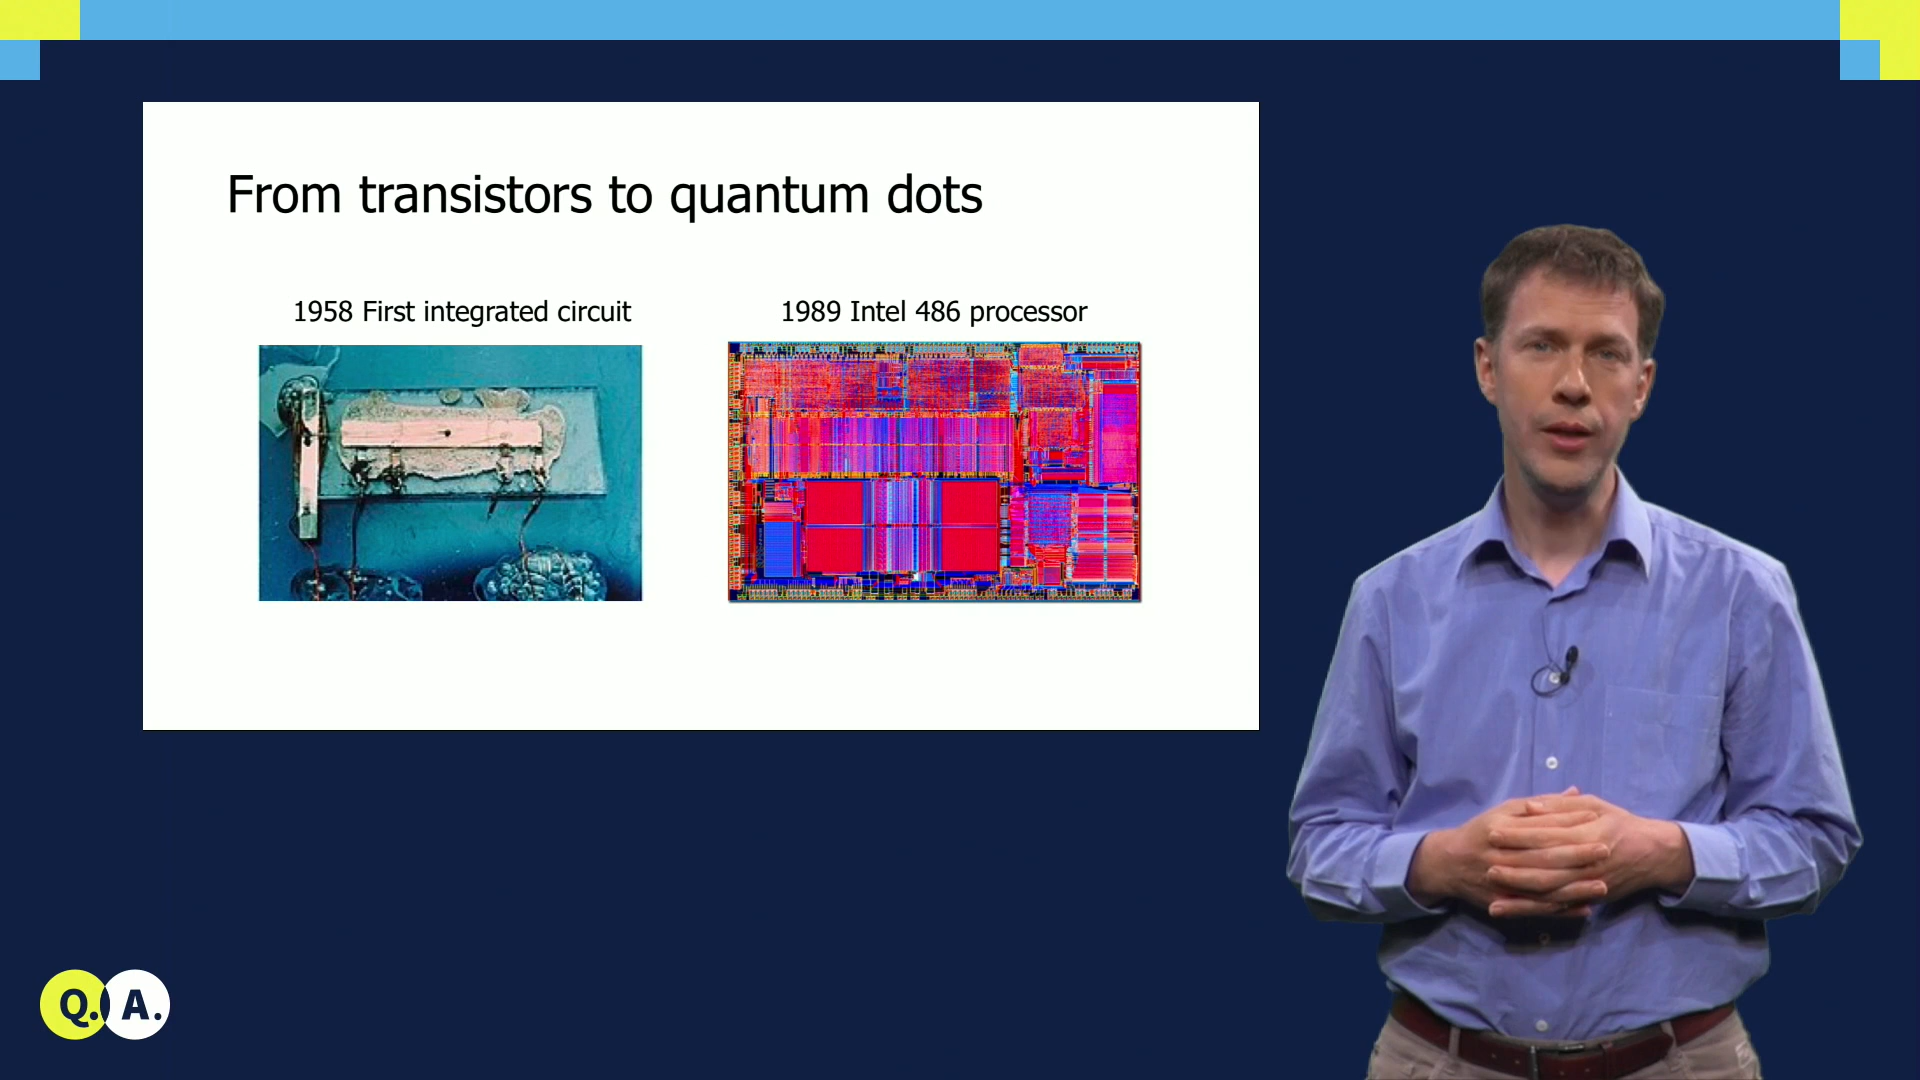 From transistors to quantum dots
1958 First integrated circuit
1989 Intel 486 processor
Q. A.